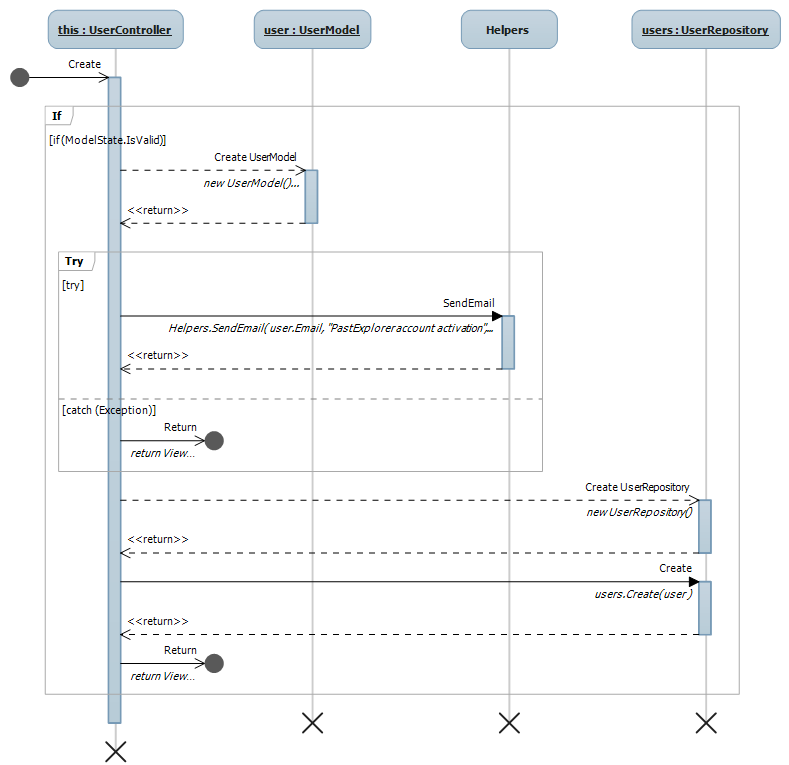 this : UserController
user : UserModel
Helpers
users : UserRepository
Create
If
[if (ModelState.IsValid)]
Create UserModel
new UserModel()...
<<return>>
Try
[try]
SendEmail
Helpers.SendEmail( user.Email, "PastExplorer account activation",...
<<return>>
[catch (Exception)]
Return
return View...
Create UserRepository
new UserRepository()
<<return>>
Create
users.Create( user )
<<return>>
Return
return View...